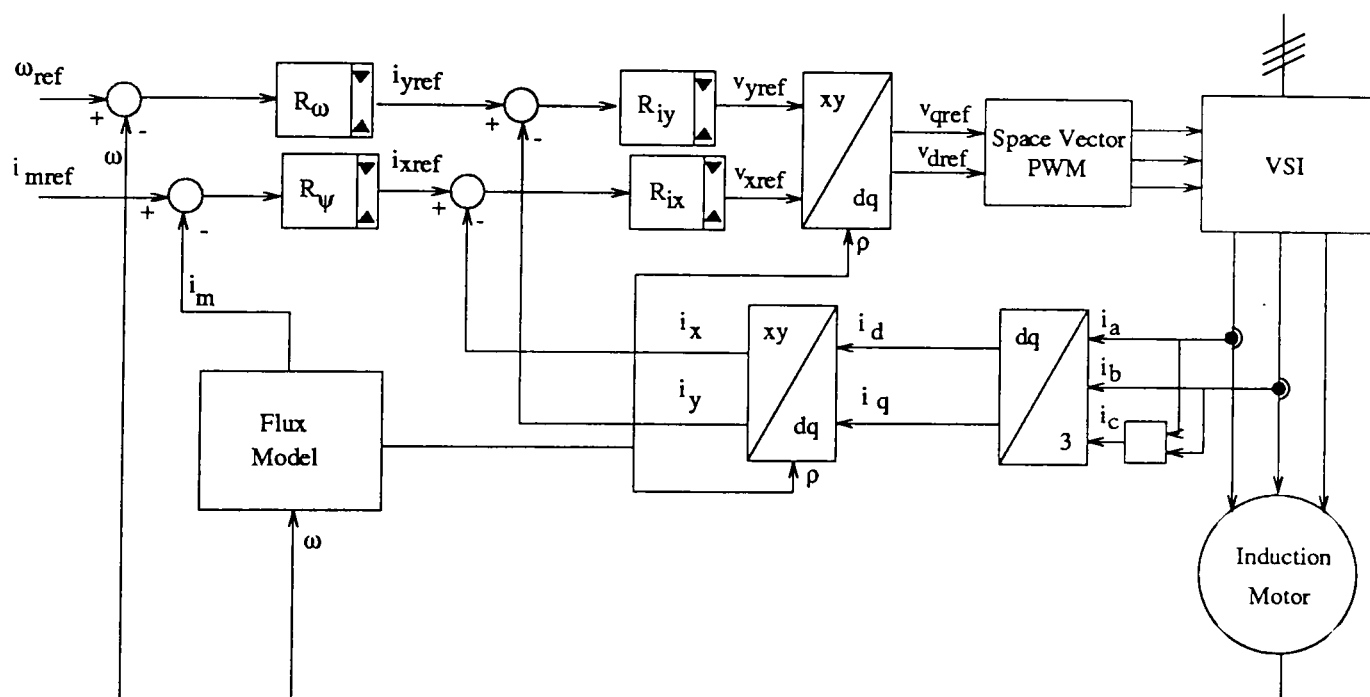 ω_ref
+
-
ω
R_ω
i_yref
+
-
R_iy
v_yref
xy
dq
ρ
v_qref
v_dref
Space Vector
PWM
VSI
i_mref
+
-
R_ψ
i_xref
+
-
R_ix
v_xref
i_m
Flux
Model
ω
i_x
i_y
xy
dq
ρ
i_d
i_q
dq
3
i_a
i_b
i_c
Induction
Motor